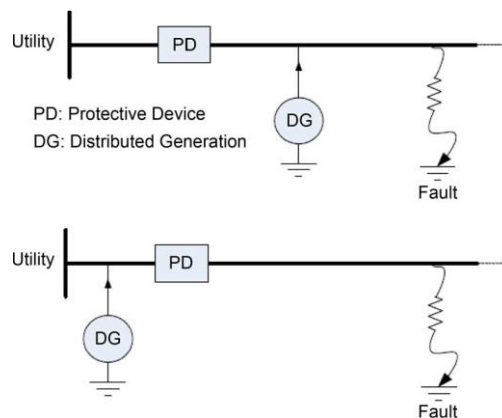 Utility
PD
PD: Protective Device
DG: Distributed Generation
DG
Fault
Utility
PD
DG
Fault